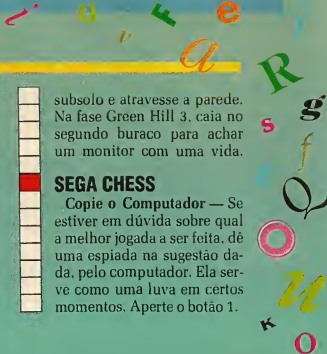 subsolo e atravesse a parede.
Na fase Green Hill 3, caia no
segundo buraco para achar
um monitor com uma vida.
SEGA CHESS
Copie o Computador — Se
estiver em dúvida sobre qual
a melhor jogada a ser feita, dê
uma espiada na sugestão da-
da, pelo computador. Ela ser-
ve como uma luva em certos
momentos. Aperte o botão 1.